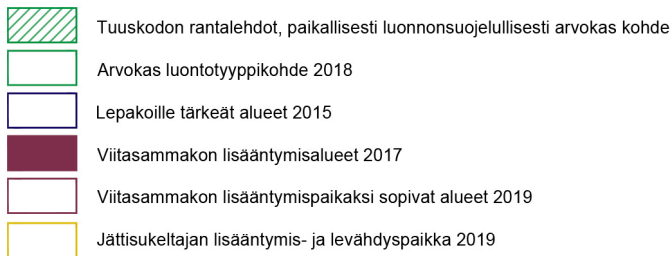 Tuuskodon rantalehdot, paikallisesti luonnonsuojelullisesti arvokas kohde
Arvokas luontotyyppikohde 2018
Lepakoille tärkeät alueet 2015
Viitasammakon lisääntymisalueet 2017
Viitasammakon lisääntymispaikaksi sopivat alueet 2019
Jättisukeltajan lisääntymis- ja levähdyspaikka 2019